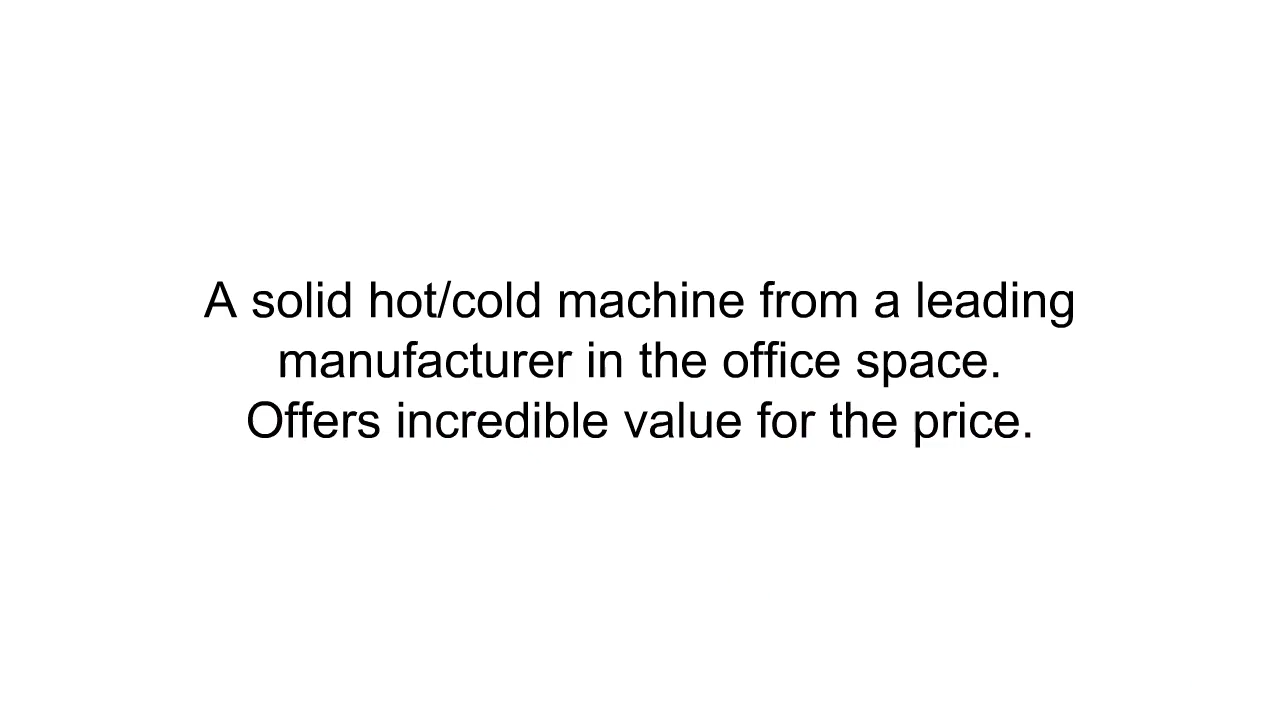 A solid hot/cold machine from a leading
manufacturer in the office space.
Offers incredible value for the price.